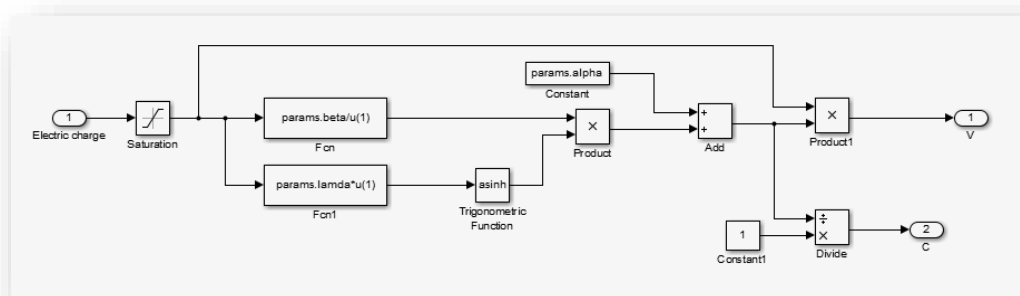 params.alpha
Constant
1
Electric charge
Saturation
params.beta/u(1)
Fcn
×
Product
+
+
Add
×
Product1
1
V
params.lamda*u(1)
Fcn1
asinh
Trigonometric
Function
1
Constant1
÷
×
Divide
2
C